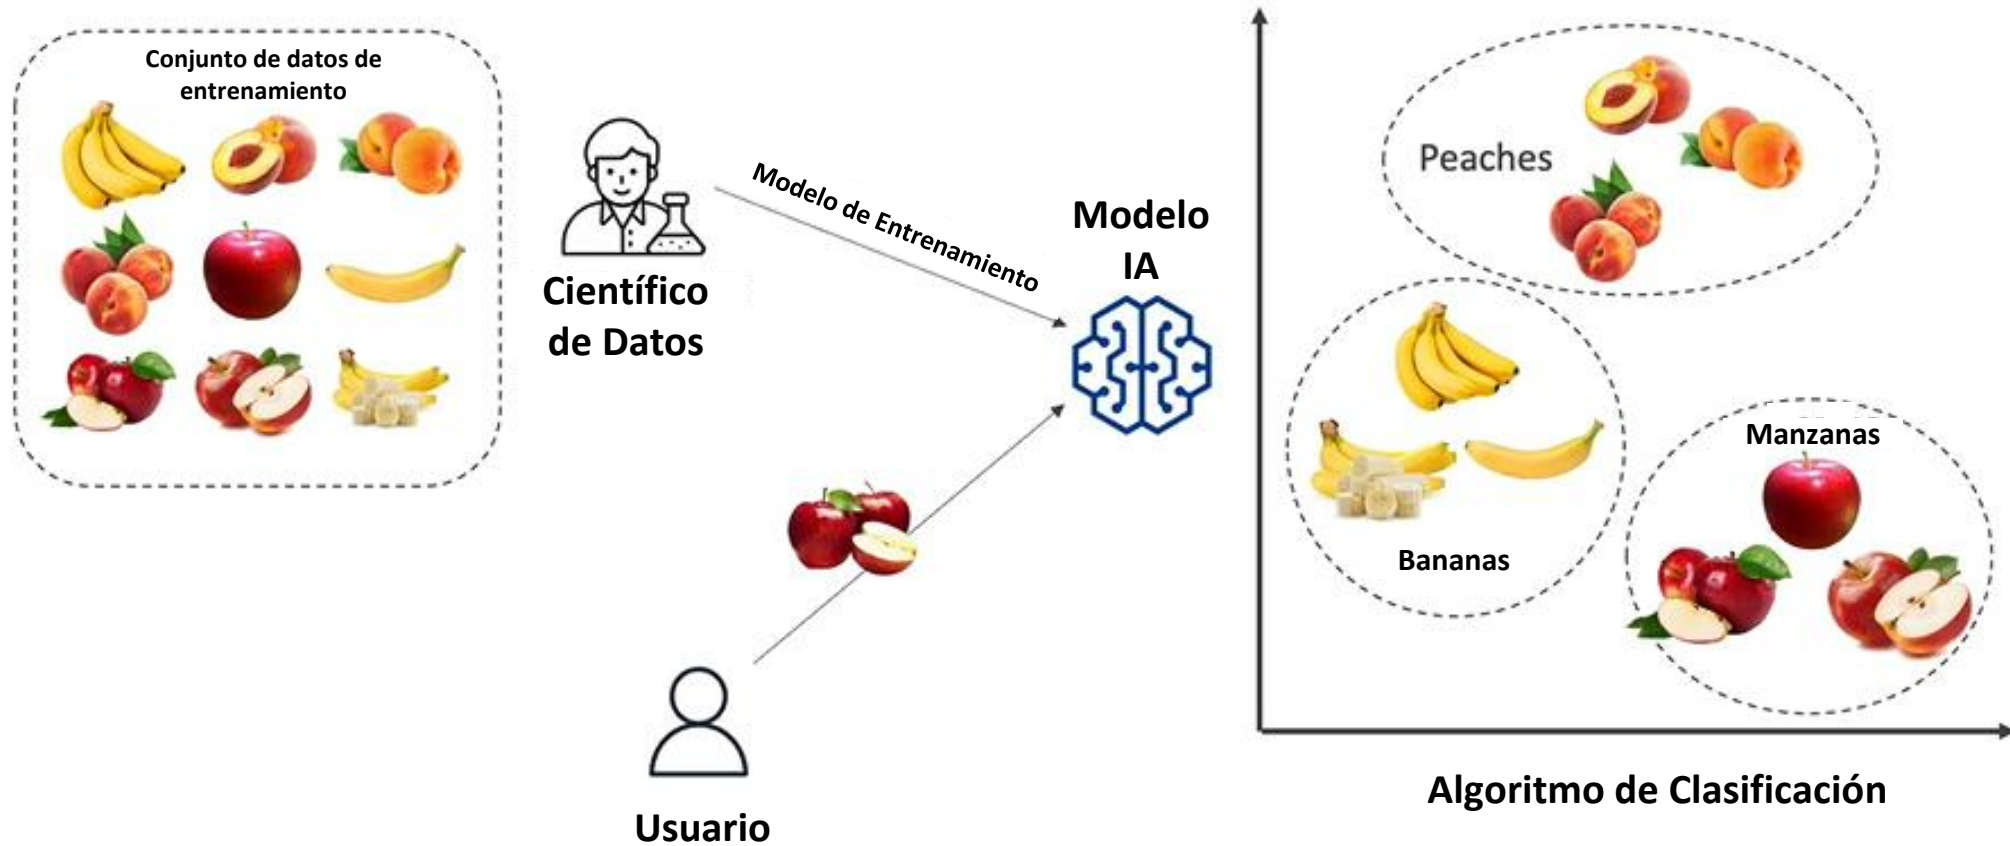 Conjunto de datos de
entrenamiento
Científico
de Datos
Modelo de Entrenamiento
Modelo
IA
Usuario
Peaches
Bananas
Manzanas
Algoritmo de Clasificación